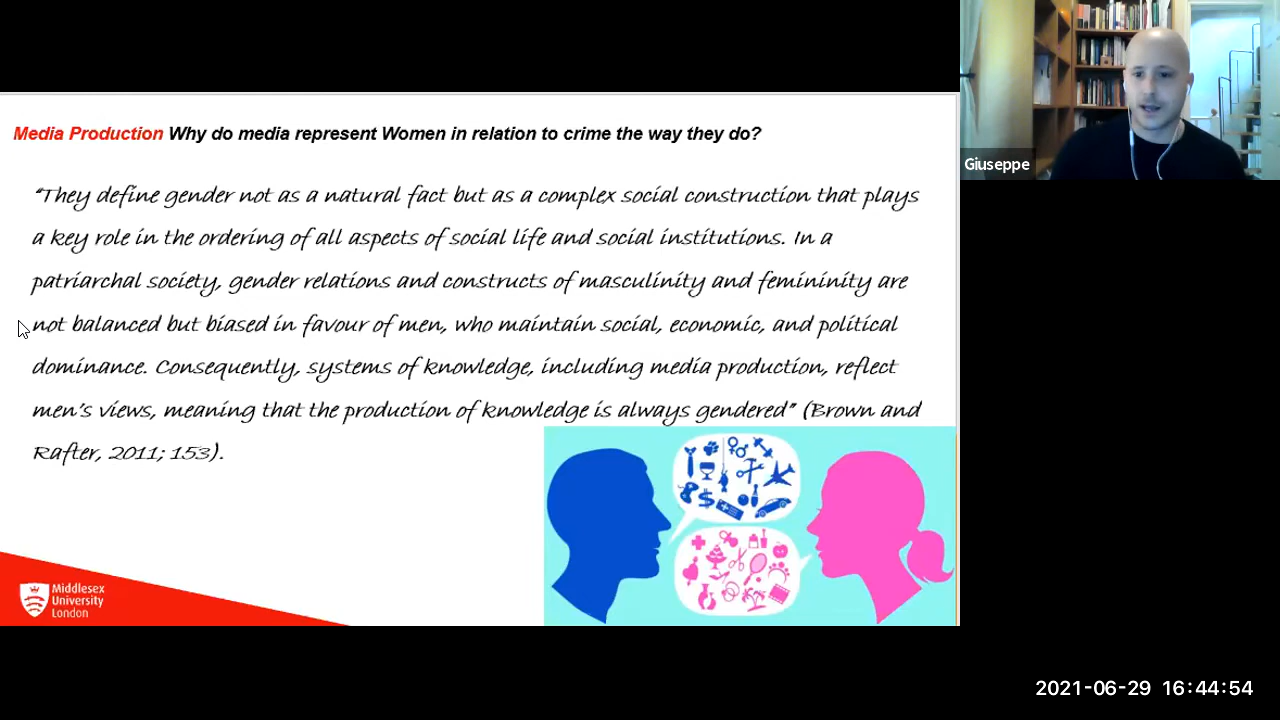 Media Production Why do media represent Women in relation to crime the way they do?
“They define gender not as a natural fact but as a complex social construction that plays
a key role in the ordering of all aspects of social life and social institutions. In a
patriarchal society, gender relations and constructs of masculinity and femininity are
not balanced but biased in favour of men, who maintain social, economic, and political
dominance. Consequently, systems of knowledge, including media production, reflect
men’s views, meaning that the production of knowledge is always gendered” (Brown and
Rafter, 2011; 153).
Middlesex
University
London
Giuseppe
2021-06-29 16:44:54